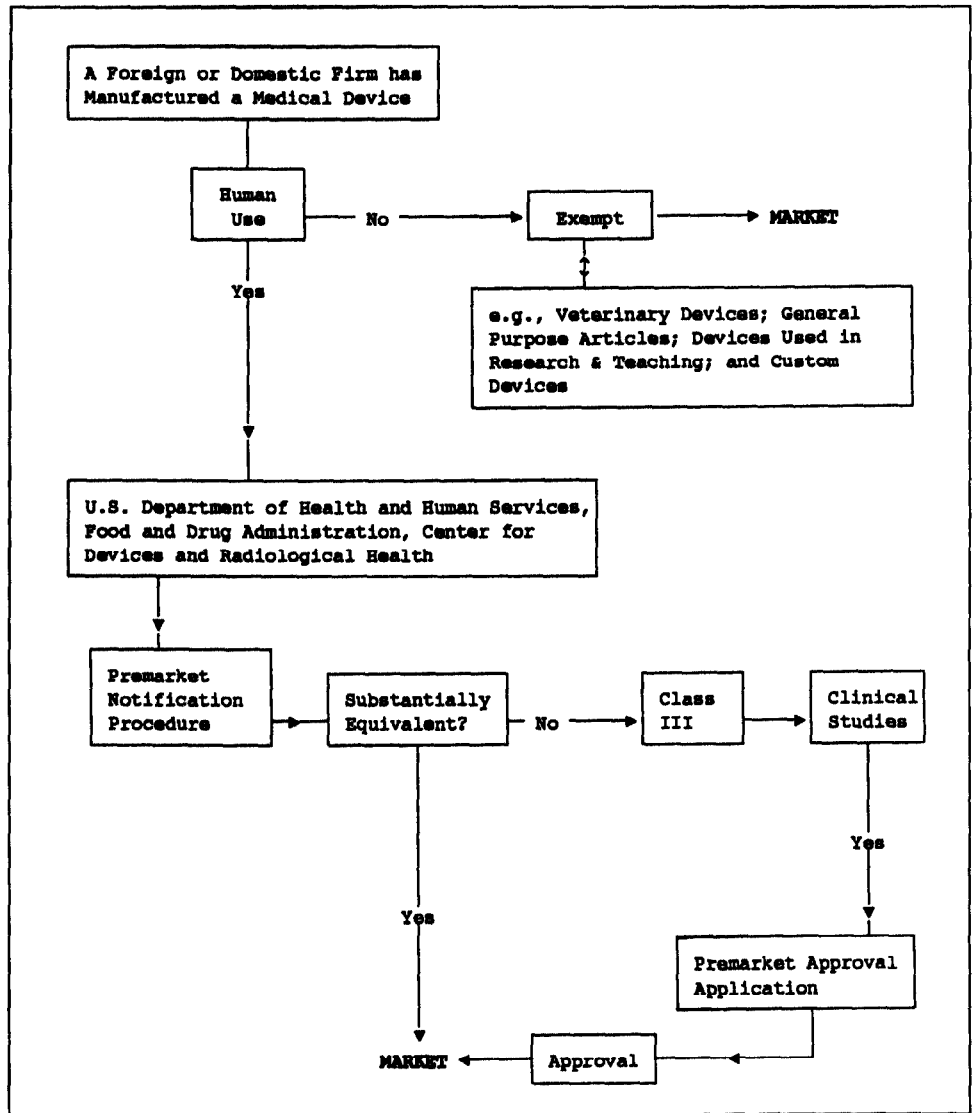 A Foreign or Domestic Firm has
Manufactured a Medical Device
Human
Use
No
Exempt
MARKET
Yes
e.g., Veterinary Devices; General
Purpose Articles; Devices Used in
Research & Teaching; and Custom
Devices
U.S. Department of Health and Human Services,
Food and Drug Administration, Center for
Devices and Radiological Health
Premarket
Notification
Procedure
Substantially
Equivalent?
No
Class
III
Clinical
Studies
Yes
Yes
Premarket Approval
Application
MARKET
Approval